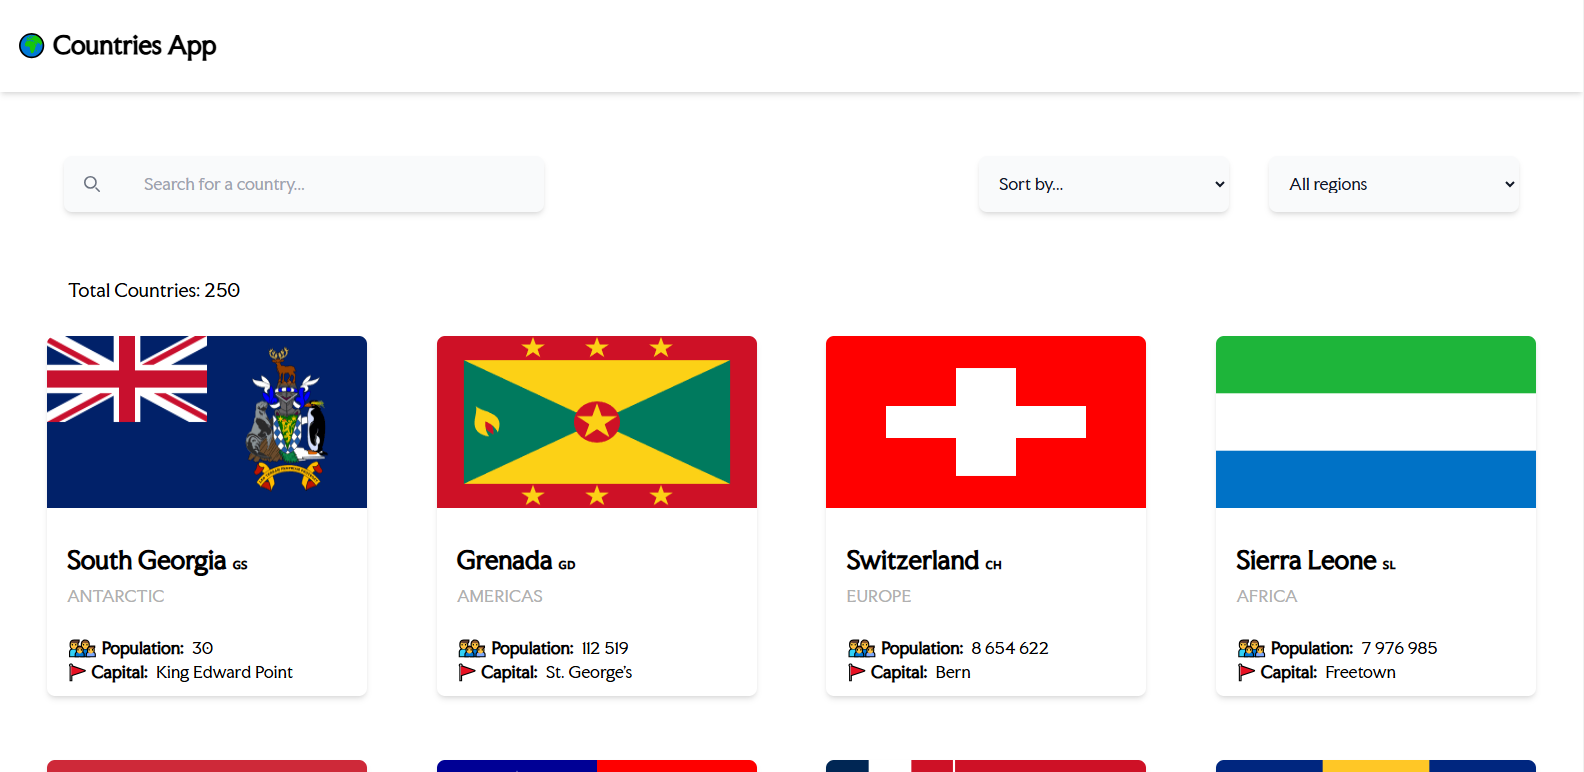 Countries App
Search for a country...
Sort by...
All regions
Total Countries: 250
South Georgia GS
ANTARCTIC
Population: 30
Capital: King Edward Point
Grenada GD
AMERICAS
Population: 112 519
Capital: St. George's
Switzerland CH
EUROPE
Population: 8 654 622
Capital: Bern
Sierra Leone SL
AFRICA
Population: 7 976 985
Capital: Freetown